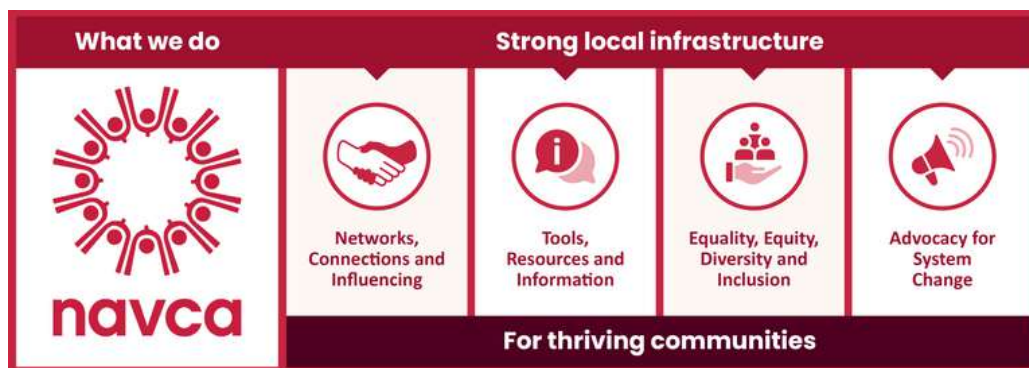 What we do
Strong local infrastructure
navca
i
Networks,
Connections and
Influencing
Tools,
Resources and
Information
Equality, Equity,
Diversity and
Inclusion
Advocacy for
System
Change
For thriving communities